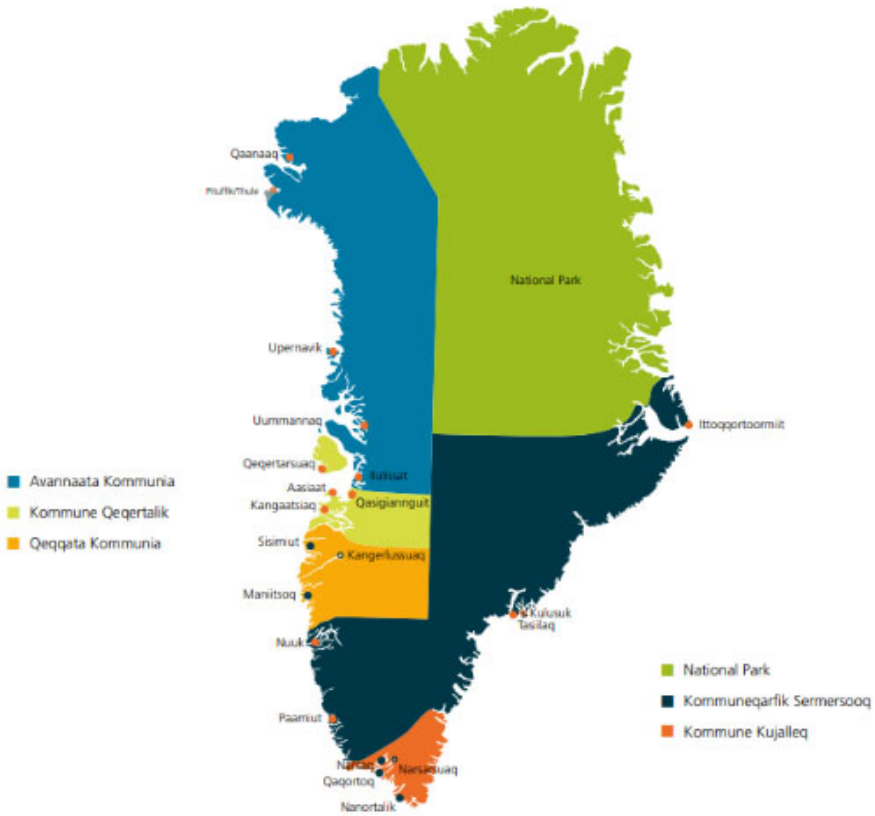 Qaanaaq
Pituffik/Thule
National Park
Upernavik
Uummannaq
Ittoqqortoormiit
Qeqertarsuaq
Ilulissat
Avannaata Kommunia
Aasiaat
Qasigiannguit
Kommune Qeqertalik
Kangaatsiaq
Qeqqata Kommunia
Sisimiut
Kangerlussuaq
Maniitsoq
Kulusuk
Tasiilaq
Nuuk
National Park
Kommuneqarfik Sermersooq
Paamiut
Kommune Kujalleq
Narsaq
Narsarsuaq
Qaqortoq
Nanortalik